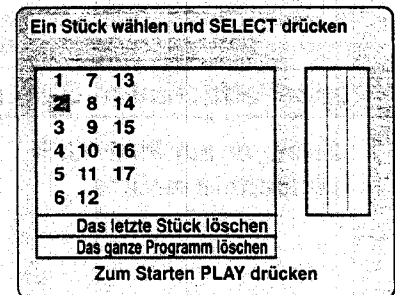 Ein Stück wählen und SELECT drücken
1 7 13
2 8 14
3 9 15
4 10 16
5 11 17
6 12
Das letzte Stück löschen
Das ganze Programm löschen
Zum Starten PLAY drücken